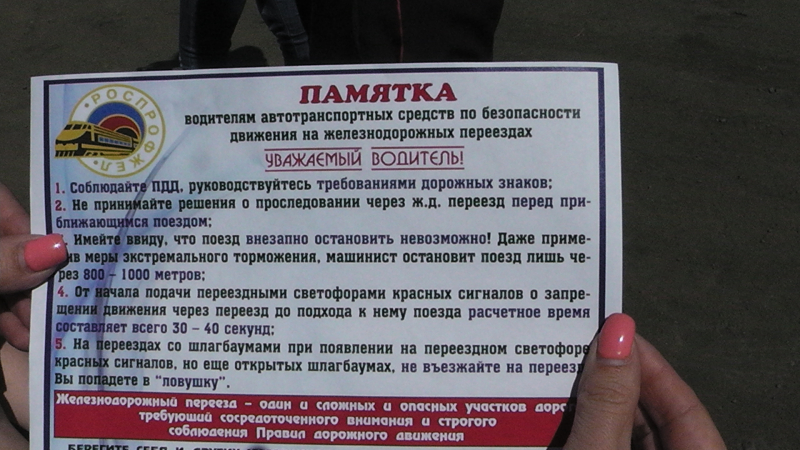 РОСПРОФЖЕЛ
ПАМЯТКА
водителям автотранспортных средств по безопасности
движения на железнодорожных переездах
УВАЖАЕМЫЙ ВОДИТЕЛЬ!
1. Соблюдайте ПДД, руководствуйтесь требованиями дорожных знаков;
2. Не принимайте решения о проследовании через ж.д. переезд перед при-
ближающимся поездом;
Имейте ввиду, что поезд внезапно остановить невозможно! Даже приме-
ив меры экстремального торможения, машинист остановит поезд лишь че-
рез 800 – 1000 метров;
4. От начала подачи переездными светофорами красных сигналов о запре-
щении движения через переезд до подхода к нему поезда расчетное время
составляет всего 30 – 40 секунд;
5. На переездах со шлагбаумами при появлении на переездном светофоре
красных сигналов, но еще открытых шлагбаумах, не въезжайте на переезд
Вы попадете в "ловушку".
Железнодорожный переезд – один и сложных и опасных участков доро
требующий сосредоточенного внимания и строгого
соблюдения Правил дорожного движения
БЕРЕГИТЕ СЕБЯ И